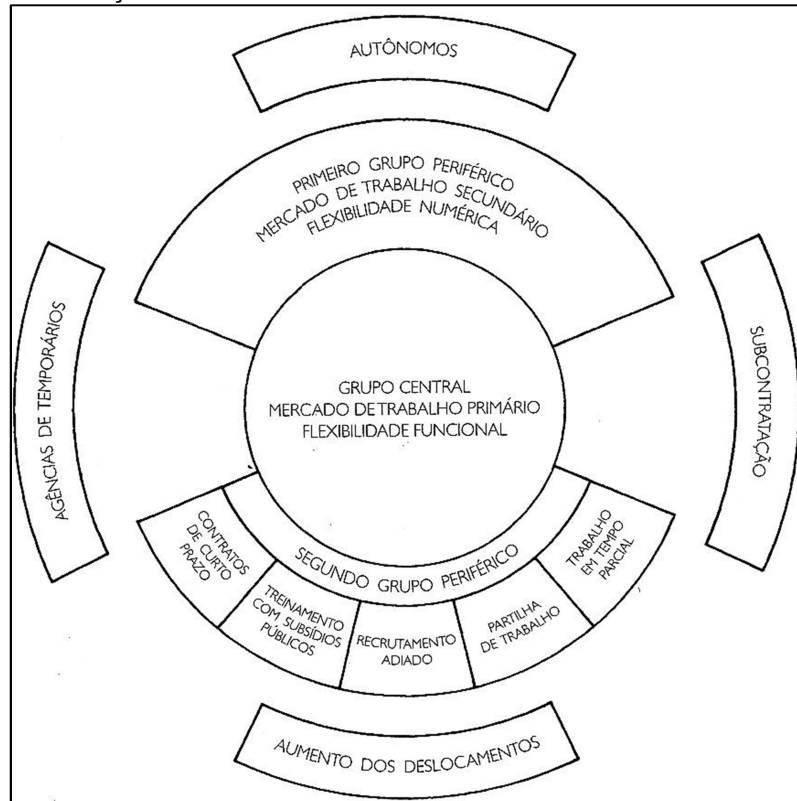 AUTÔNOMOS
PRIMEIRO GRUPO PERIFÉRICO
MERCADO DE TRABALHO SECUNDÁRIO
FLEXIBILIDADE NUMÉRICA
AGÊNCIAS DE TEMPORÁRIOS
GRUPO CENTRAL
MERCADO DE TRABALHO PRIMÁRIO
FLEXIBILIDADE FUNCIONAL
SUBCONTRATAÇÃO
SEGUNDO GRUPO PERIFÉRICO
CONTRATOS
DE CURTO
PRAZO
TREINAMENTO
COM SUBSÍDIOS
PÚBLICOS
RECRUTAMENTO
ADIADO
PARTILHA
DE TRABALHO
TRABALHO
EM TEMPO
PARCIAL
AUMENTO DOS DESLOCAMENTOS